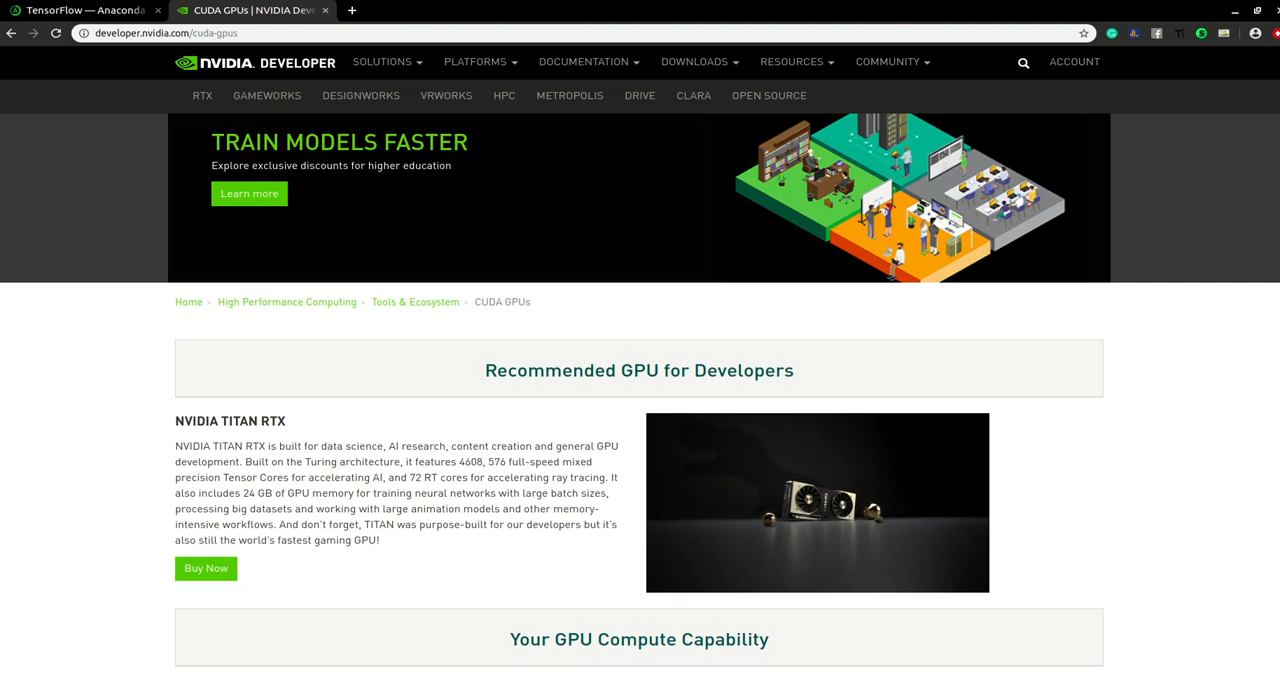 TensorFlow — Anaconda
CUDA GPUs | NVIDIA Dev
developer.nvidia.com/cuda-gpus
NVIDIA. DEVELOPER SOLUTIONS PLATFORMS DOCUMENTATION DOWNLOADS RESOURCES COMMUNITY ACCOUNT
RTX GAMEWORKS DESIGNWORKS VRWORKS HPC METROPOLIS DRIVE CLARA OPEN SOURCE
TRAIN MODELS FASTER
Explore exclusive discounts for higher education
Learn more
Home > High Performance Computing > Tools & Ecosystem > CUDA GPUs
Recommended GPU for Developers
NVIDIA TITAN RTX
NVIDIA TITAN RTX is built for data science, AI research, content creation and general GPU
development. Built on the Turing architecture, it features 4608, 576 full-speed mixed
precision Tensor Cores for accelerating AI, and 72 RT cores for accelerating ray tracing. It
also includes 24 GB of GPU memory for training neural networks with large batch sizes,
processing big datasets and working with large animation models and other memory-
intensive workflows. And don't forget, TITAN was purpose-built for our developers but it's
also still the world's fastest gaming GPU!
Buy Now
Your GPU Compute Capability